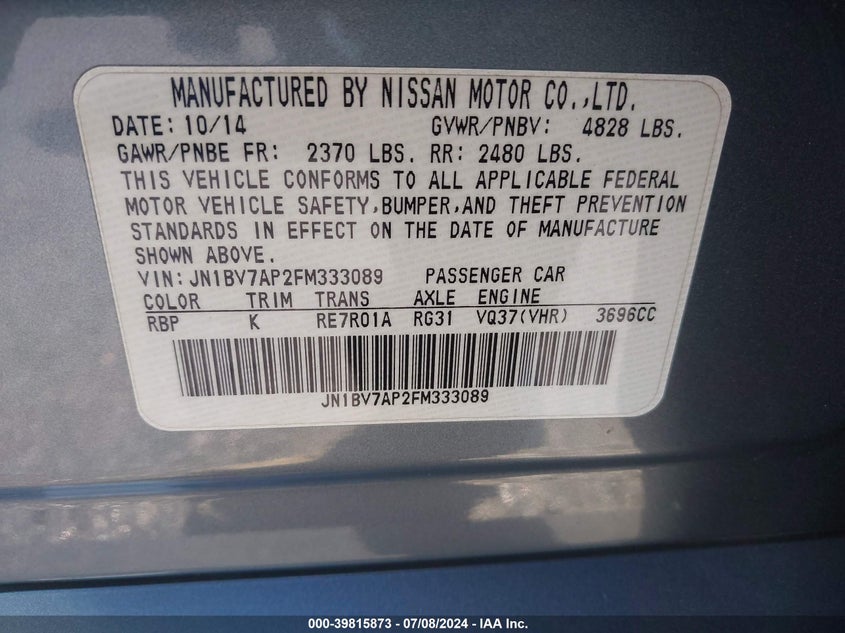 MANUFACTURED BY NISSAN MOTOR CO.,LTD.
DATE: 10/14 GVWR/PNBV: 4828 LBS.
GAWR/PNBE FR: 2370 LBS. RR: 2480 LBS.
THIS VEHICLE CONFORMS TO ALL APPLICABLE FEDERAL
MOTOR VEHICLE SAFETY,BUMPER,AND THEFT PREVENTION
STANDARDS IN EFFECT ON THE DATE OF MANUFACTURE
SHOWN ABOVE.
VIN: JN1BV7AP2FM333089 PASSENGER CAR
COLOR TRIM TRANS AXLE ENGINE
RBP K RE7R01A RG31 VQ37(VHR) 3696CC
JN1BV7AP2FM333089
000-39815873 - 07/08/2024 - IAA Inc.